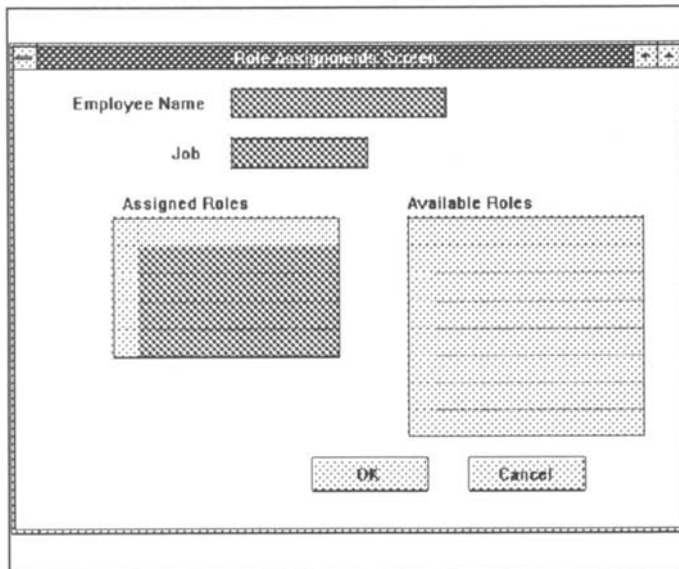 Role Assignments Screen
Employee Name
Job
Assigned Roles
Available Roles
OK
Cancel